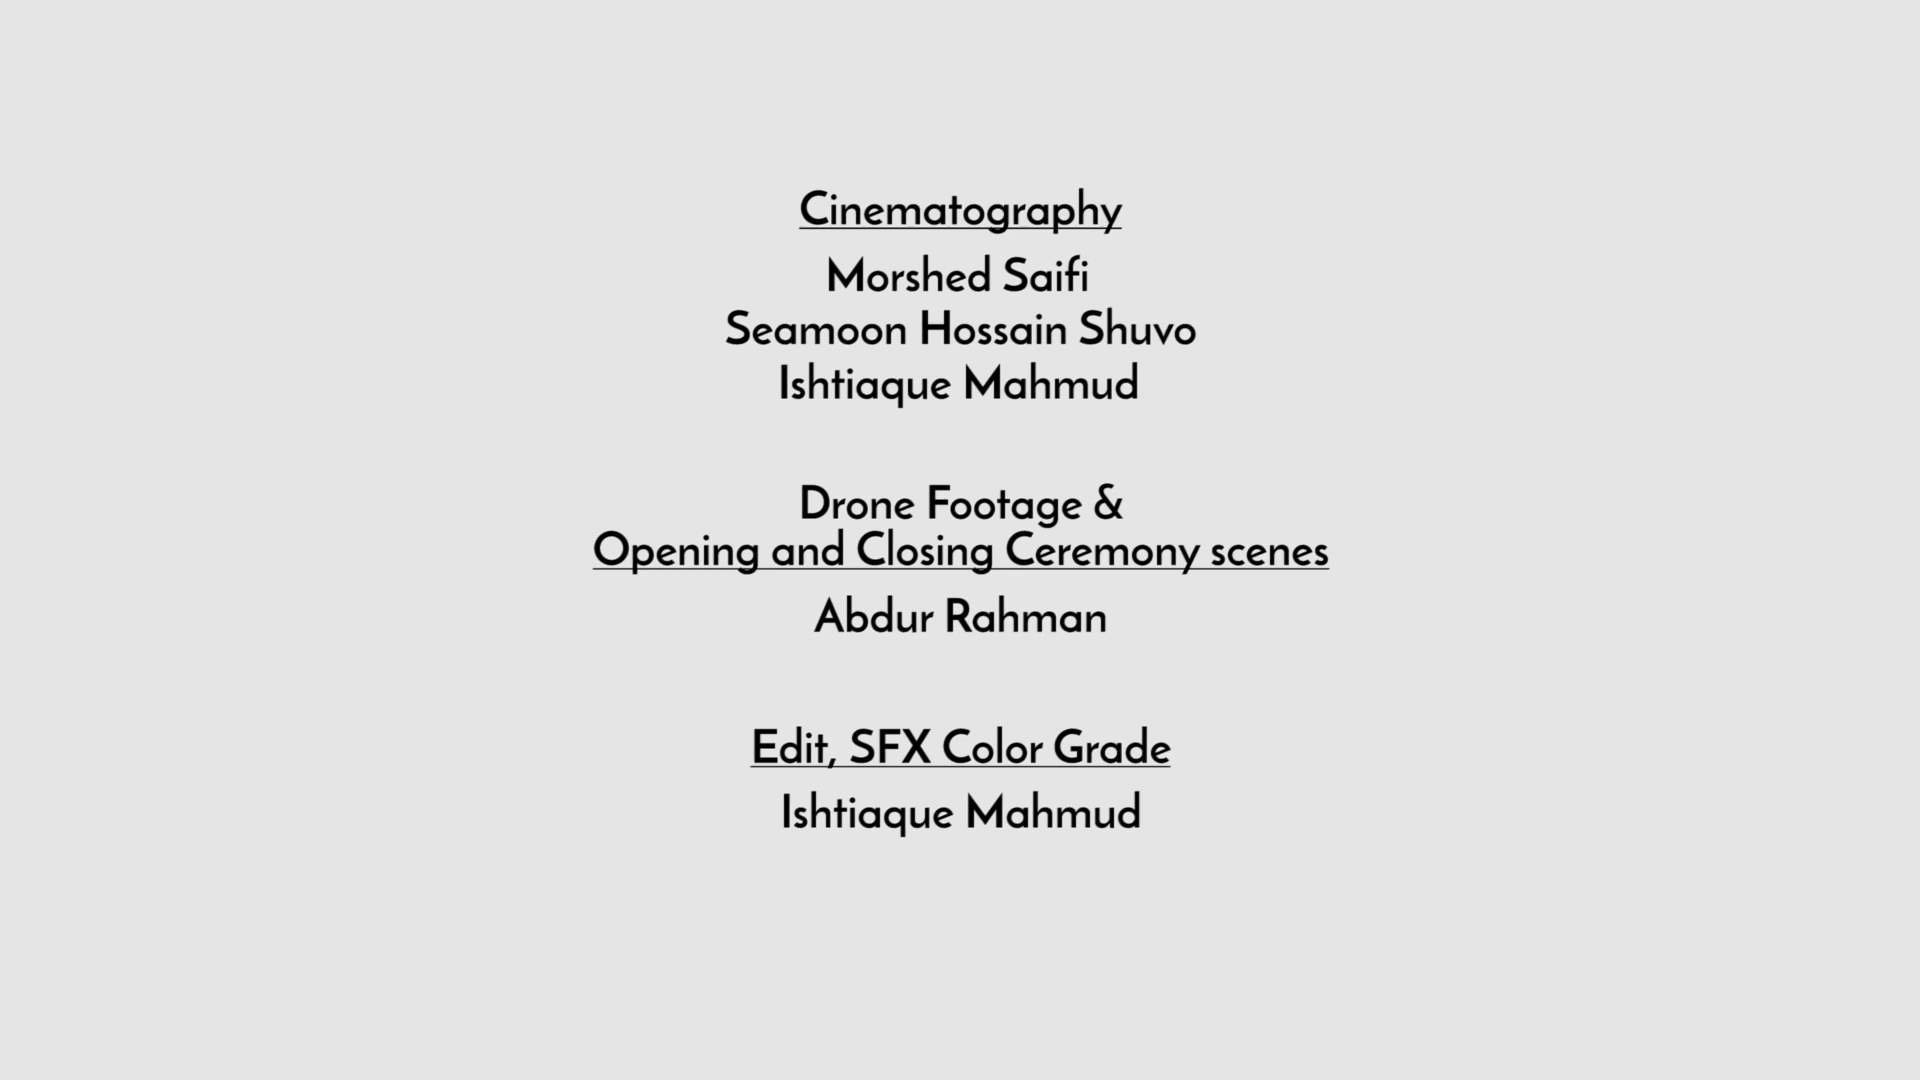 Cinematography
Morshed Saifi
Seamoon Hossain Shuvo
Ishtiaque Mahmud
Drone Footage &
Opening and Closing Ceremony scenes
Abdur Rahman
Edit, SFX Color Grade
Ishtiaque Mahmud